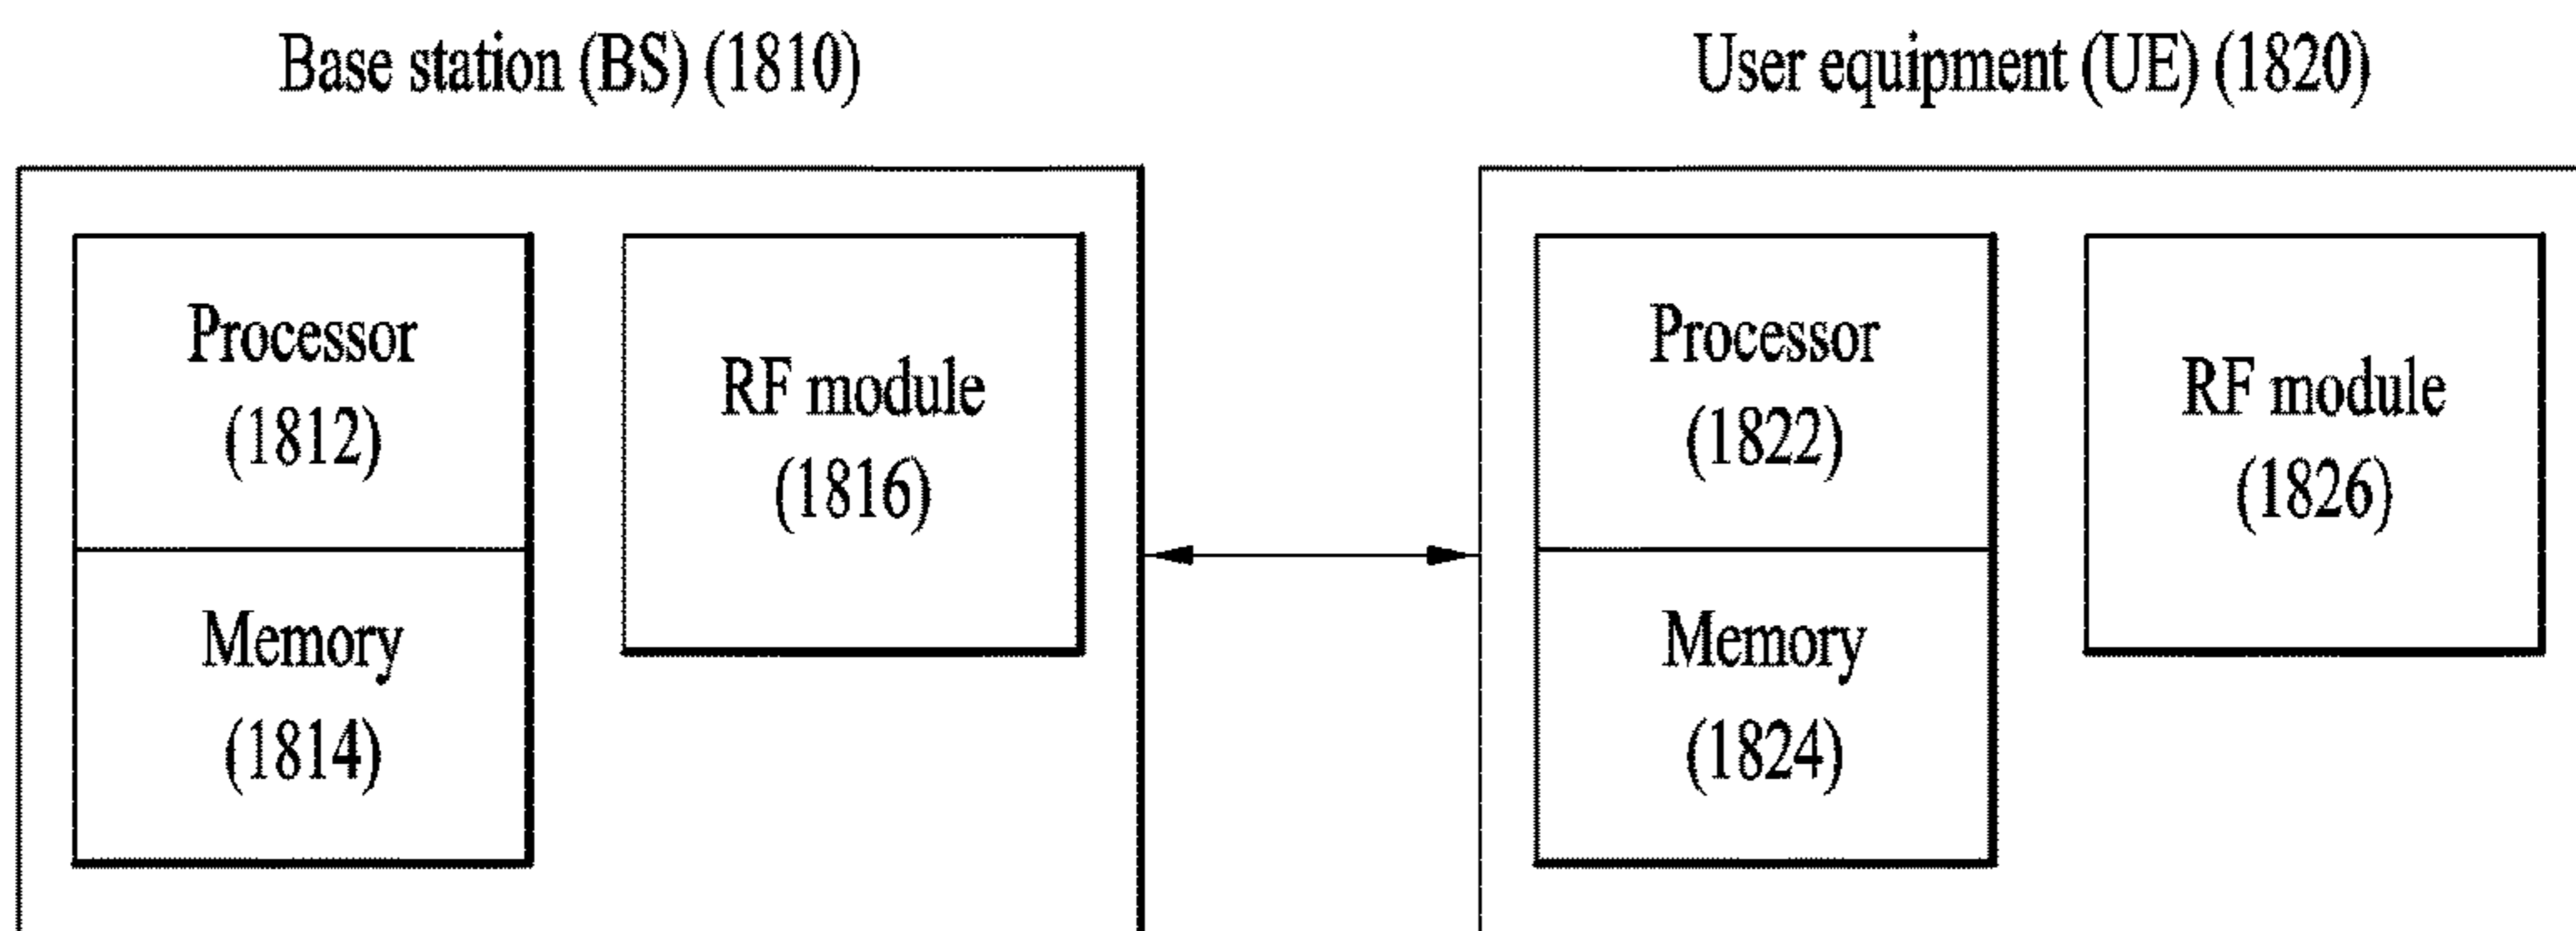 Base station (BS) (1810)
Processor
(1812)
Memory
(1814)
RF module
(1816)
User equipment (UE) (1820)
Processor
(1822)
Memory
(1824)
RF module
(1826)